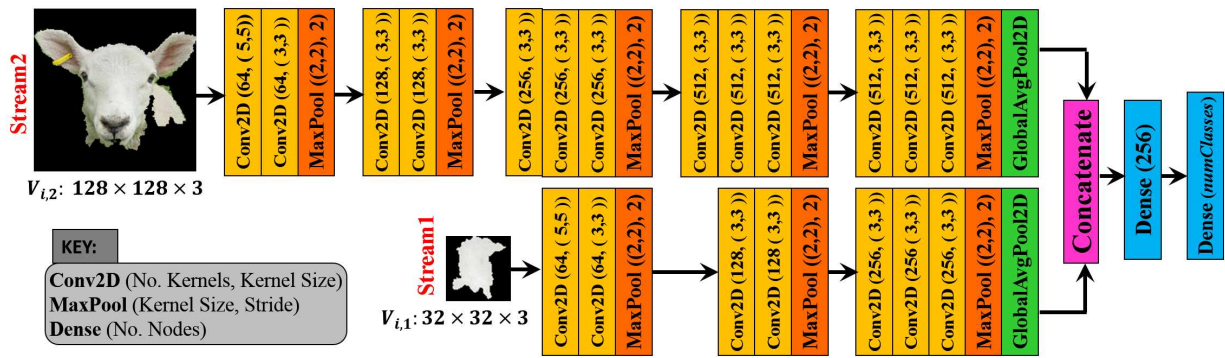 Stream2
V_{i,2}: 128 × 128 × 3
Conv2D (64, ( 5,5))
Conv2D (64, ( 3,3))
MaxPool ((2,2), 2)
Conv2D (128, ( 3,3))
Conv2D (128, ( 3,3))
MaxPool ((2,2), 2)
Conv2D (256, ( 3,3))
Conv2D (256, ( 3,3))
Conv2D (256, ( 3,3))
MaxPool ((2,2), 2)
Conv2D (512, ( 3,3))
Conv2D (512, ( 3,3))
Conv2D (512, ( 3,3))
MaxPool ((2,2), 2)
Conv2D (512, ( 3,3))
Conv2D (512, ( 3,3))
Conv2D (512, ( 3,3))
MaxPool ((2,2), 2)
GlobalAvgPool2D
Stream1
V_{i,1}: 32 × 32 × 3
Conv2D (64, ( 5,5))
Conv2D (64, ( 3,3))
MaxPool ((2,2), 2)
Conv2D (128, ( 3,3))
Conv2D (128 ( 3,3))
MaxPool ((2,2), 2)
Conv2D (256, ( 3,3))
Conv2D (256 ( 3,3))
Conv2D (256, ( 3,3))
MaxPool ((2,2), 2)
GlobalAvgPool2D
Concatenate
Dense (256)
Dense (numClasses)
KEY:
Conv2D (No. Kernels, Kernel Size)
MaxPool (Kernel Size, Stride)
Dense (No. Nodes)